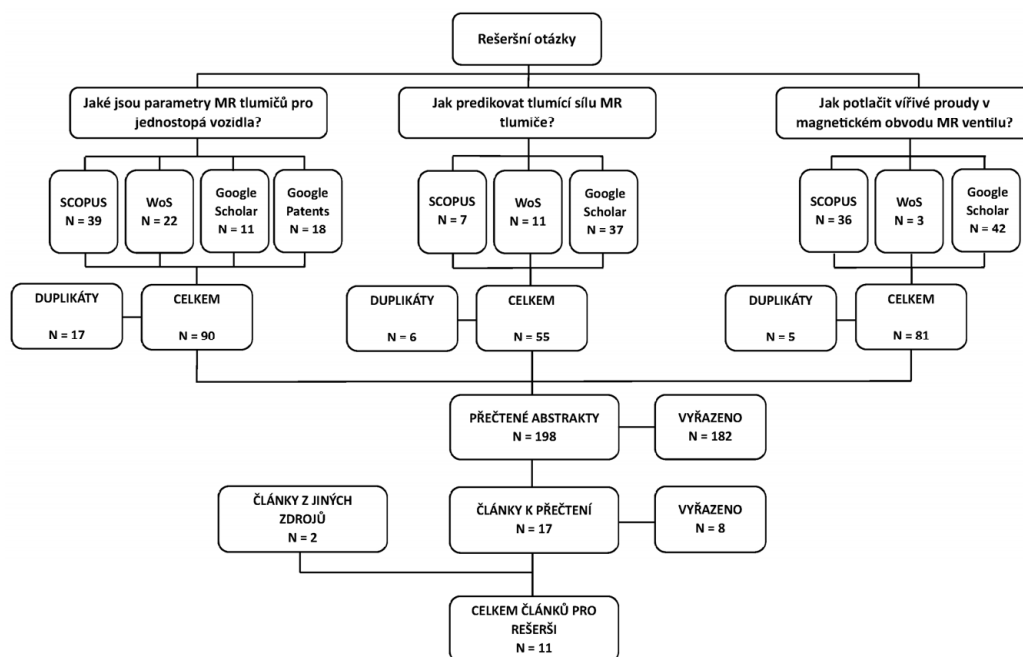 Rešeršní otázky
Jaké jsou parametry MR tlumičů pro
jednostopá vozidla?
Jak predikovat tlumící sílu MR
tlumiče?
Jak potlačit vířivé proudy v
magnetickém obvodu MR ventilu?
SCOPUS
N = 39
WoS
N = 22
Google
Scholar
N = 11
Google
Patents
N = 18
SCOPUS
N = 7
WoS
N = 11
Google
Scholar
N = 37
SCOPUS
N = 36
WoS
N = 3
Google
Scholar
N = 42
DUPLIKÁTY
N = 17
CELKEM
N = 90
DUPLIKÁTY
N = 6
CELKEM
N = 55
DUPLIKÁTY
N = 5
CELKEM
N = 81
PŘEČTENÉ ABSTRAKTY
N = 198
VYŘAZENO
N = 182
ČLÁNKY Z JINÝCH
ZDROJŮ
N = 2
ČLÁNKY K PŘEČTENÍ
N = 17
VYŘAZENO
N = 8
CELKEM ČLÁNKŮ PRO
REŠERŠI
N = 11